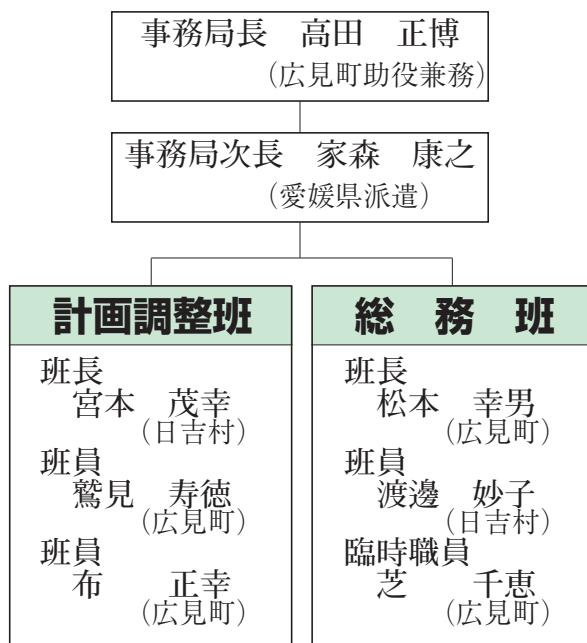 事務局長　高田　正博
（広見町助役兼務）
事務局次長　家森　康之
（愛媛県派遣）
計画調整班
班長
宮本　茂幸
（日吉村）
班員
鷲見　寿徳
（広見町）
班員
布　　正幸
（広見町）
総　務　班
班長
松本　幸男
（広見町）
班員
渡邊　妙子
（日吉村）
臨時職員
芝　　千恵
（広見町）